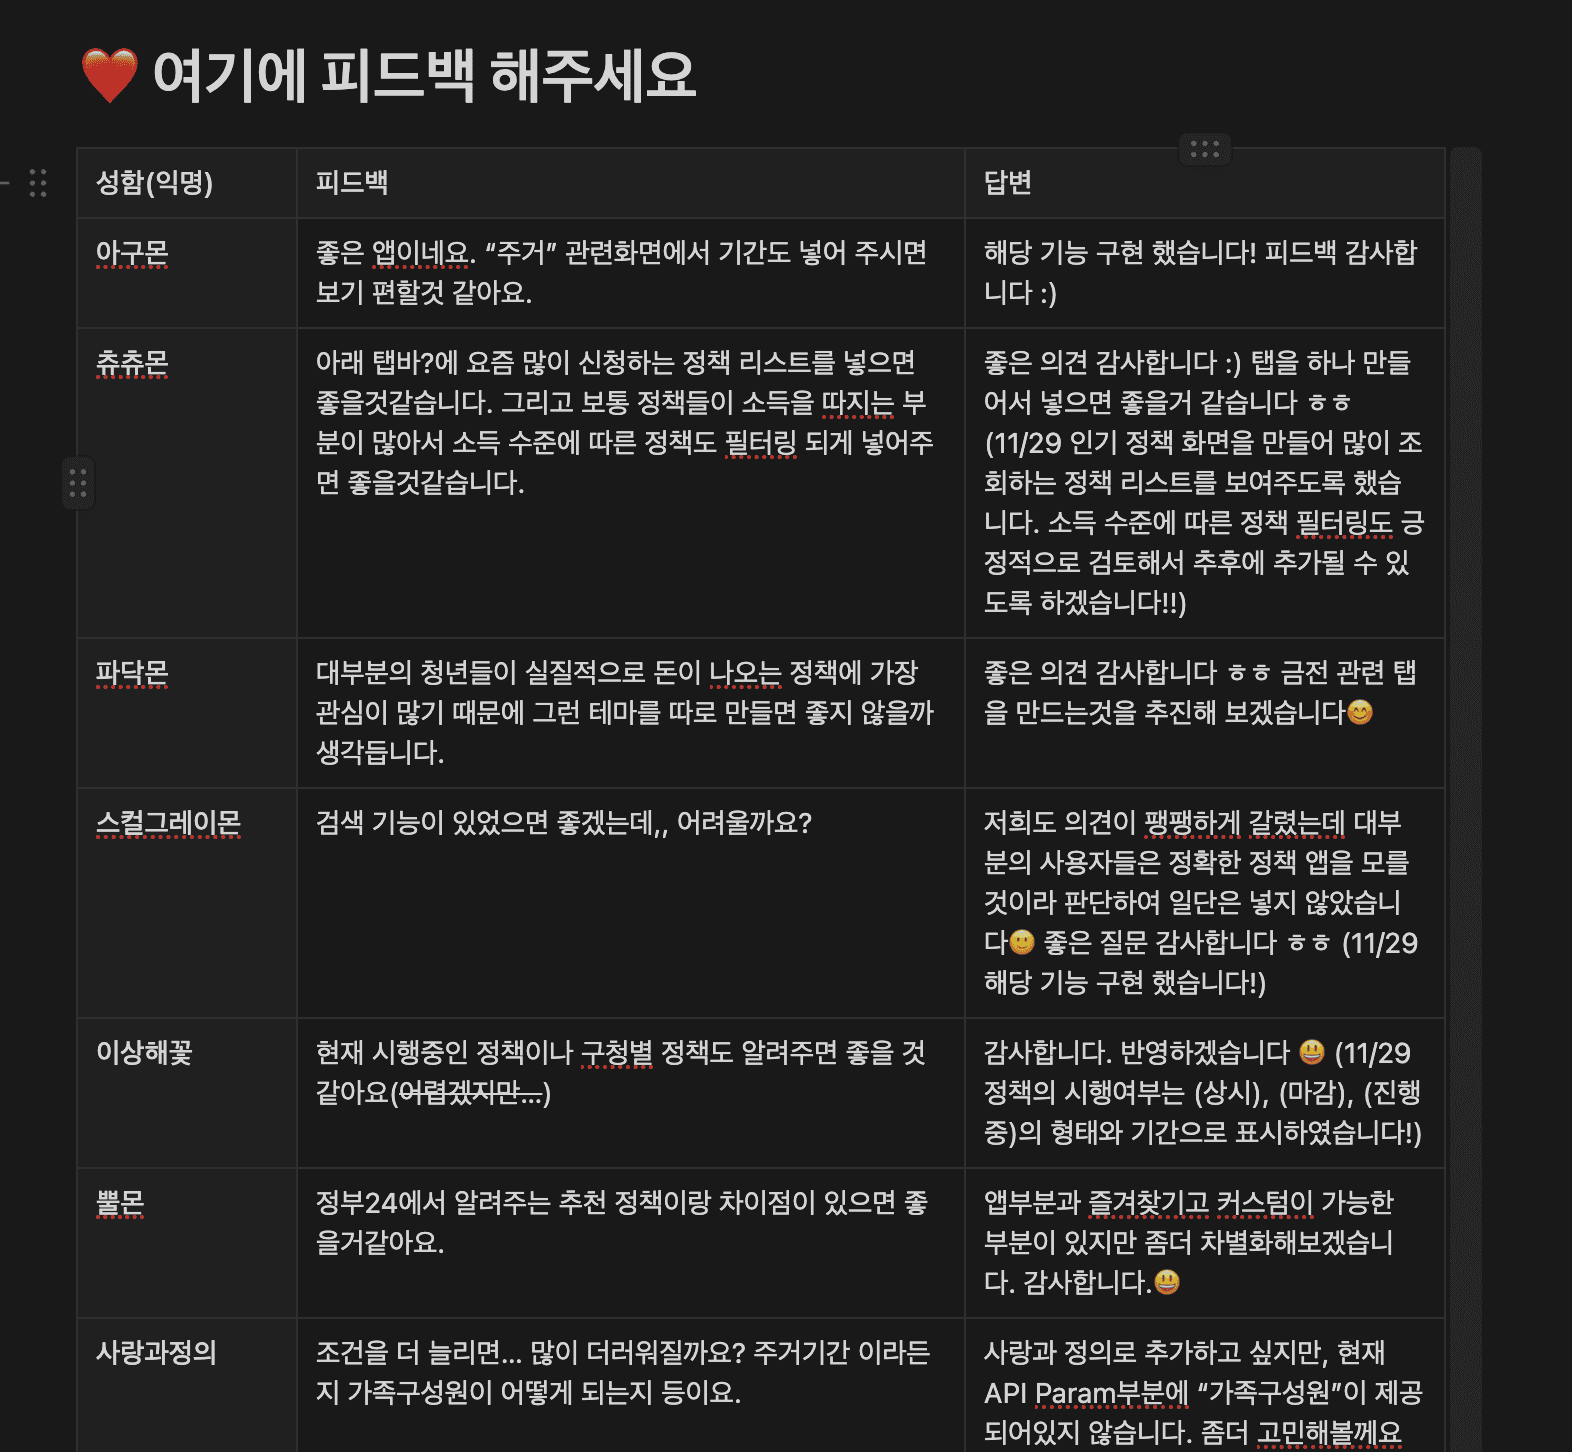 ❤️ 여기에 피드백 해주세요
성함(익명)
피드백
답변
아구몬
좋은 앱이네요. “주거” 관련화면에서 기간도 넣어 주시면
보기 편할것 같아요.
해당 기능 구현 했습니다! 피드백 감사합
니다 :)
츄츄몬
아래 탭바?에 요즘 많이 신청하는 정책 리스트를 넣으면
좋을것같습니다. 그리고 보통 정책들이 소득을 따지는 부
분이 많아서 소득 수준에 따른 정책도 필터링 되게 넣어주
면 좋을것같습니다.
좋은 의견 감사합니다 :) 탭을 하나 만들
어서 넣으면 좋을거 같습니다 ㅎㅎ
(11/29 인기 정책 화면을 만들어 많이 조
회하는 정책 리스트를 보여주도록 했습
니다. 소득 수준에 따른 정책 필터링도 긍
정적으로 검토해서 추후에 추가될 수 있
도록 하겠습니다!!)
파닥몬
대부분의 청년들이 실질적으로 돈이 나오는 정책에 가장
관심이 많기 때문에 그런 테마를 따로 만들면 좋지 않을까
생각듭니다.
좋은 의견 감사합니다 ㅎㅎ 금전 관련 탭
을 만드는것을 추진해 보겠습니다😊
스컬그레이몬
검색 기능이 있었으면 좋겠는데,, 어려울까요?
저희도 의견이 팽팽하게 갈렸는데 대부
분의 사용자들은 정확한 정책 앱을 모를
것이라 판단하여 일단은 넣지 않았습니
다🙂 좋은 질문 감사합니다 ㅎㅎ (11/29
해당 기능 구현 했습니다!)
이상해꽃
현재 시행중인 정책이나 구청별 정책도 알려주면 좋을 것
같아요(어렵겠지만...)
감사합니다. 반영하겠습니다 😃 (11/29
정책의 시행여부는 (상시), (마감), (진행
중)의 형태와 기간으로 표시하였습니다!)
뿔몬
정부24에서 알려주는 추천 정책이랑 차이점이 있으면 좋
을거같아요.
앱부분과 즐겨찾기고 커스텀이 가능한
부분이 있지만 좀더 차별화해보겠습니
다. 감사합니다.😃
사랑과정의
조건을 더 늘리면... 많이 더러워질까요? 주거기간 이라든
지 가족구성원이 어떻게 되는지 등이요.
사랑과 정의로 추가하고 싶지만, 현재
API Param부분에 “가족구성원”이 제공
되어있지 않습니다. 좀더 고민해볼께요